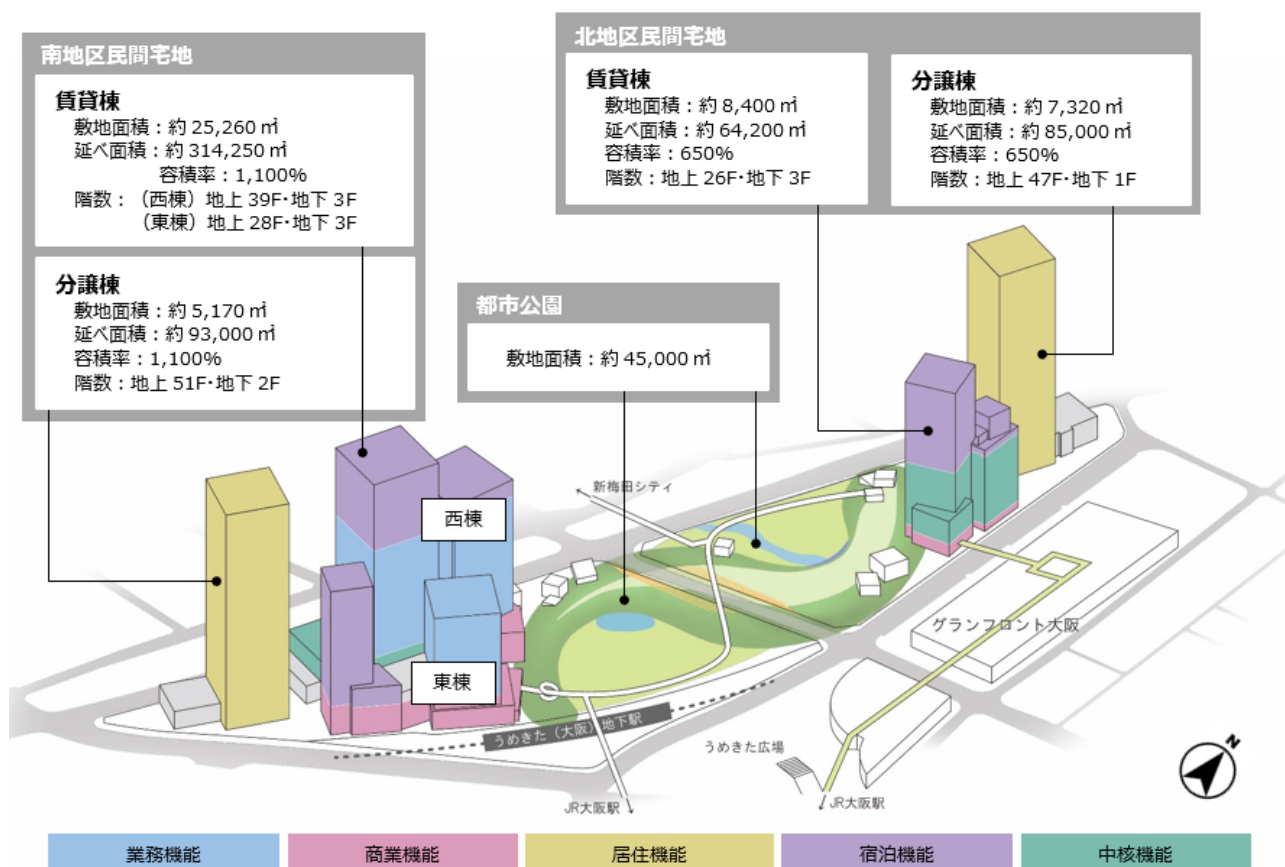 南地区民間宅地
賃貸棟
敷地面積：約 25,260 ㎡
延べ面積：約 314,250 ㎡
容積率：1,100%
階数：（西棟）地上 39F･地下 3F
（東棟）地上 28F･地下 3F
分譲棟
敷地面積：約 5,170 ㎡
延べ面積：約 93,000 ㎡
容積率：1,100%
階数：地上 51F･地下 2F
都市公園
敷地面積：約 45,000 ㎡
北地区民間宅地
賃貸棟
敷地面積：約 8,400 ㎡
延べ面積：約 64,200 ㎡
容積率：650%
階数：地上 26F･地下 3F
分譲棟
敷地面積：約 7,320 ㎡
延べ面積：約 85,000 ㎡
容積率：650%
階数：地上 47F･地下 1F
新梅田シティ
西棟
東棟
グランフロント大阪
うめきた（大阪）地下駅
うめきた広場
JR大阪駅
JR大阪駅
N
業務機能
商業機能
居住機能
宿泊機能
中核機能